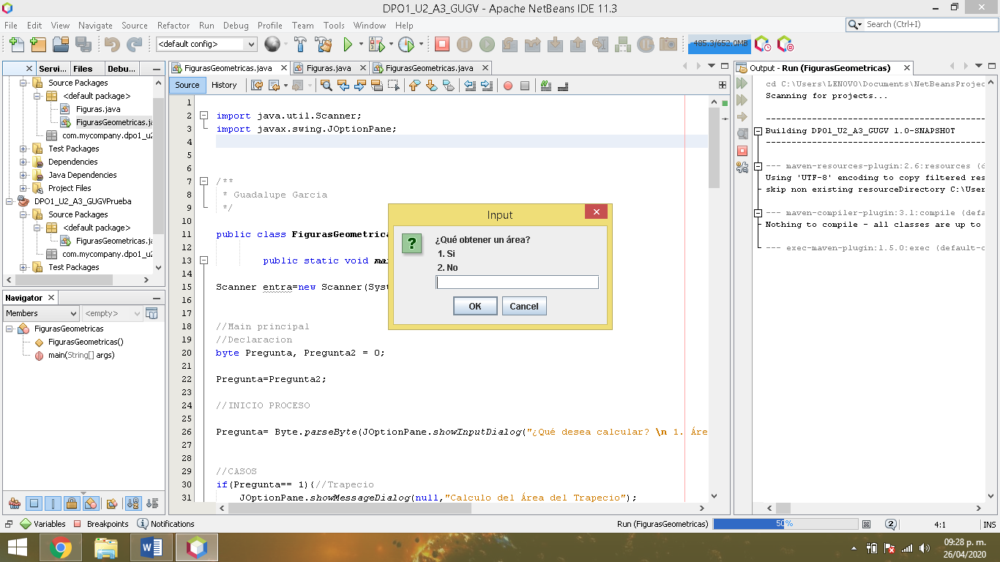 DPO1_U2_A3_GUGV - Apache NetBeans IDE 11.3
File Edit View Navigate Source Refactor Run Debug Profile Team Tools Window Help
Search (Ctrl+I)
<default config>
485.3/652.0MB
Servi... Files Debu...
Source Packages
<default package>
Figuras.java
FigurasGeometricas.ja
com.mycompany.dpo1_u2
Test Packages
Dependencies
Java Dependencies
Project Files
DPO1_U2_A3_GUGVPrueba
Source Packages
<default package>
FigurasGeometricas.j
com.mycompany.dpo1_u2
Test Packages
Navigator
Members
<empty>
FigurasGeometricas
FigurasGeometricas()
main(String[] args)
FigurasGeometricas.java
Figuras.java
FigurasGeometricas.java
Source History
1
2 import java.util.Scanner;
3 import javax.swing.JOptionPane;
4
5
6
7 /**
8 * Guadalupe Garcia
9 */
10
11 public class FigurasGeometrica
12
13 public static void ma
14
15 Scanner entra=new Scanner(Syst
16
17
18 //Main principal
19 //Declaracion
20 byte Pregunta, Pregunta2 = 0;
21
22 Pregunta=Pregunta2;
23
24 //INICIO PROCESO
25
26 Pregunta= Byte.parseByte(JOptionPane.showInputDialog("¿Qué desea calcular? \n 1. Áre
27
28
29 //CASOS
30 if(Pregunta== 1){//Trapecio
31 JOptionPane.showMessageDialog(null,"Calculo del Área del Trapecio");
Input
¿Qué obtener un área?
1. Si
2. No
OK Cancel
Output - Run (FigurasGeometricas)
cd C:\Users\LENOVO\Documents\NetBeansProjec
Scanning for projects...
--------------------------------------
Building DPO1_U2_A3_GUGV 1.0-SNAPSHOT
--------------------------------------
--- maven-resources-plugin:2.6:resources (d
Using 'UTF-8' encoding to copy filtered res
skip non existing resourceDirectory C:\User
--- maven-compiler-plugin:3.1:compile (defa
Nothing to compile - all classes are up to
--- exec-maven-plugin:1.5.0:exec (default-c
Variables Breakpoints Notifications
Run (FigurasGeometricas)
50%
2
4:1
INS
09:28 p. m.
26/04/2020